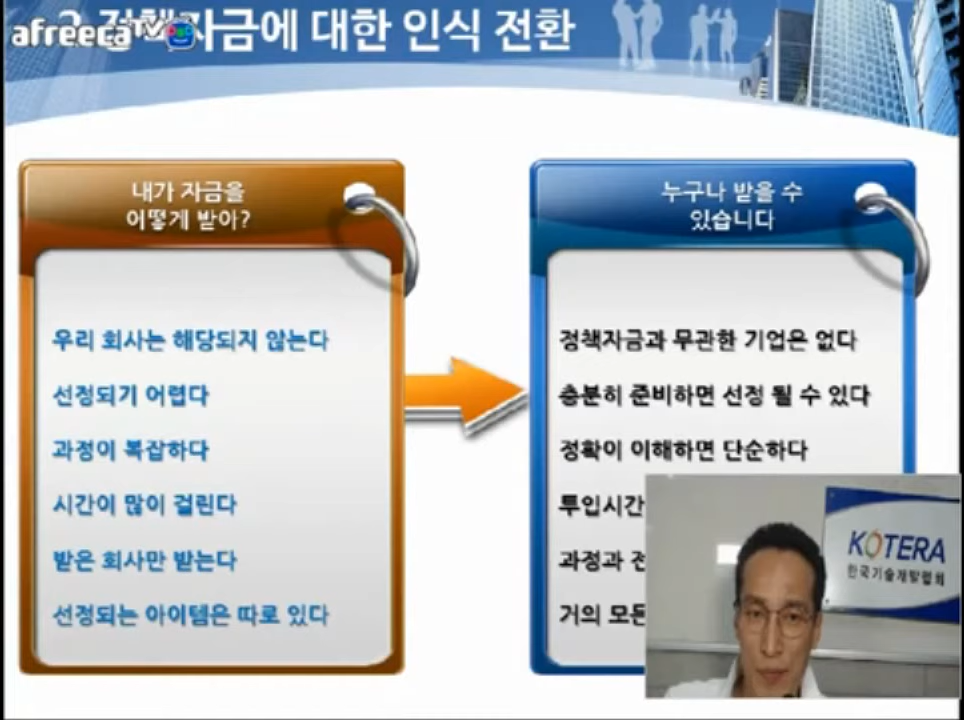 afreecaTV
자금에 대한 인식 전환
내가 자금을
어떻게 받아?
우리 회사는 해당되지 않는다
선정되기 어렵다
과정이 복잡하다
시간이 많이 걸린다
받은 회사만 받는다
선정되는 아이템은 따로 있다
누구나 받을 수
있습니다
정책자금과 무관한 기업은 없다
충분히 준비하면 선정 될 수 있다
정확이 이해하면 단순하다
투입시간
과정과
거의 모든
KOTERA
한국기술개발협회